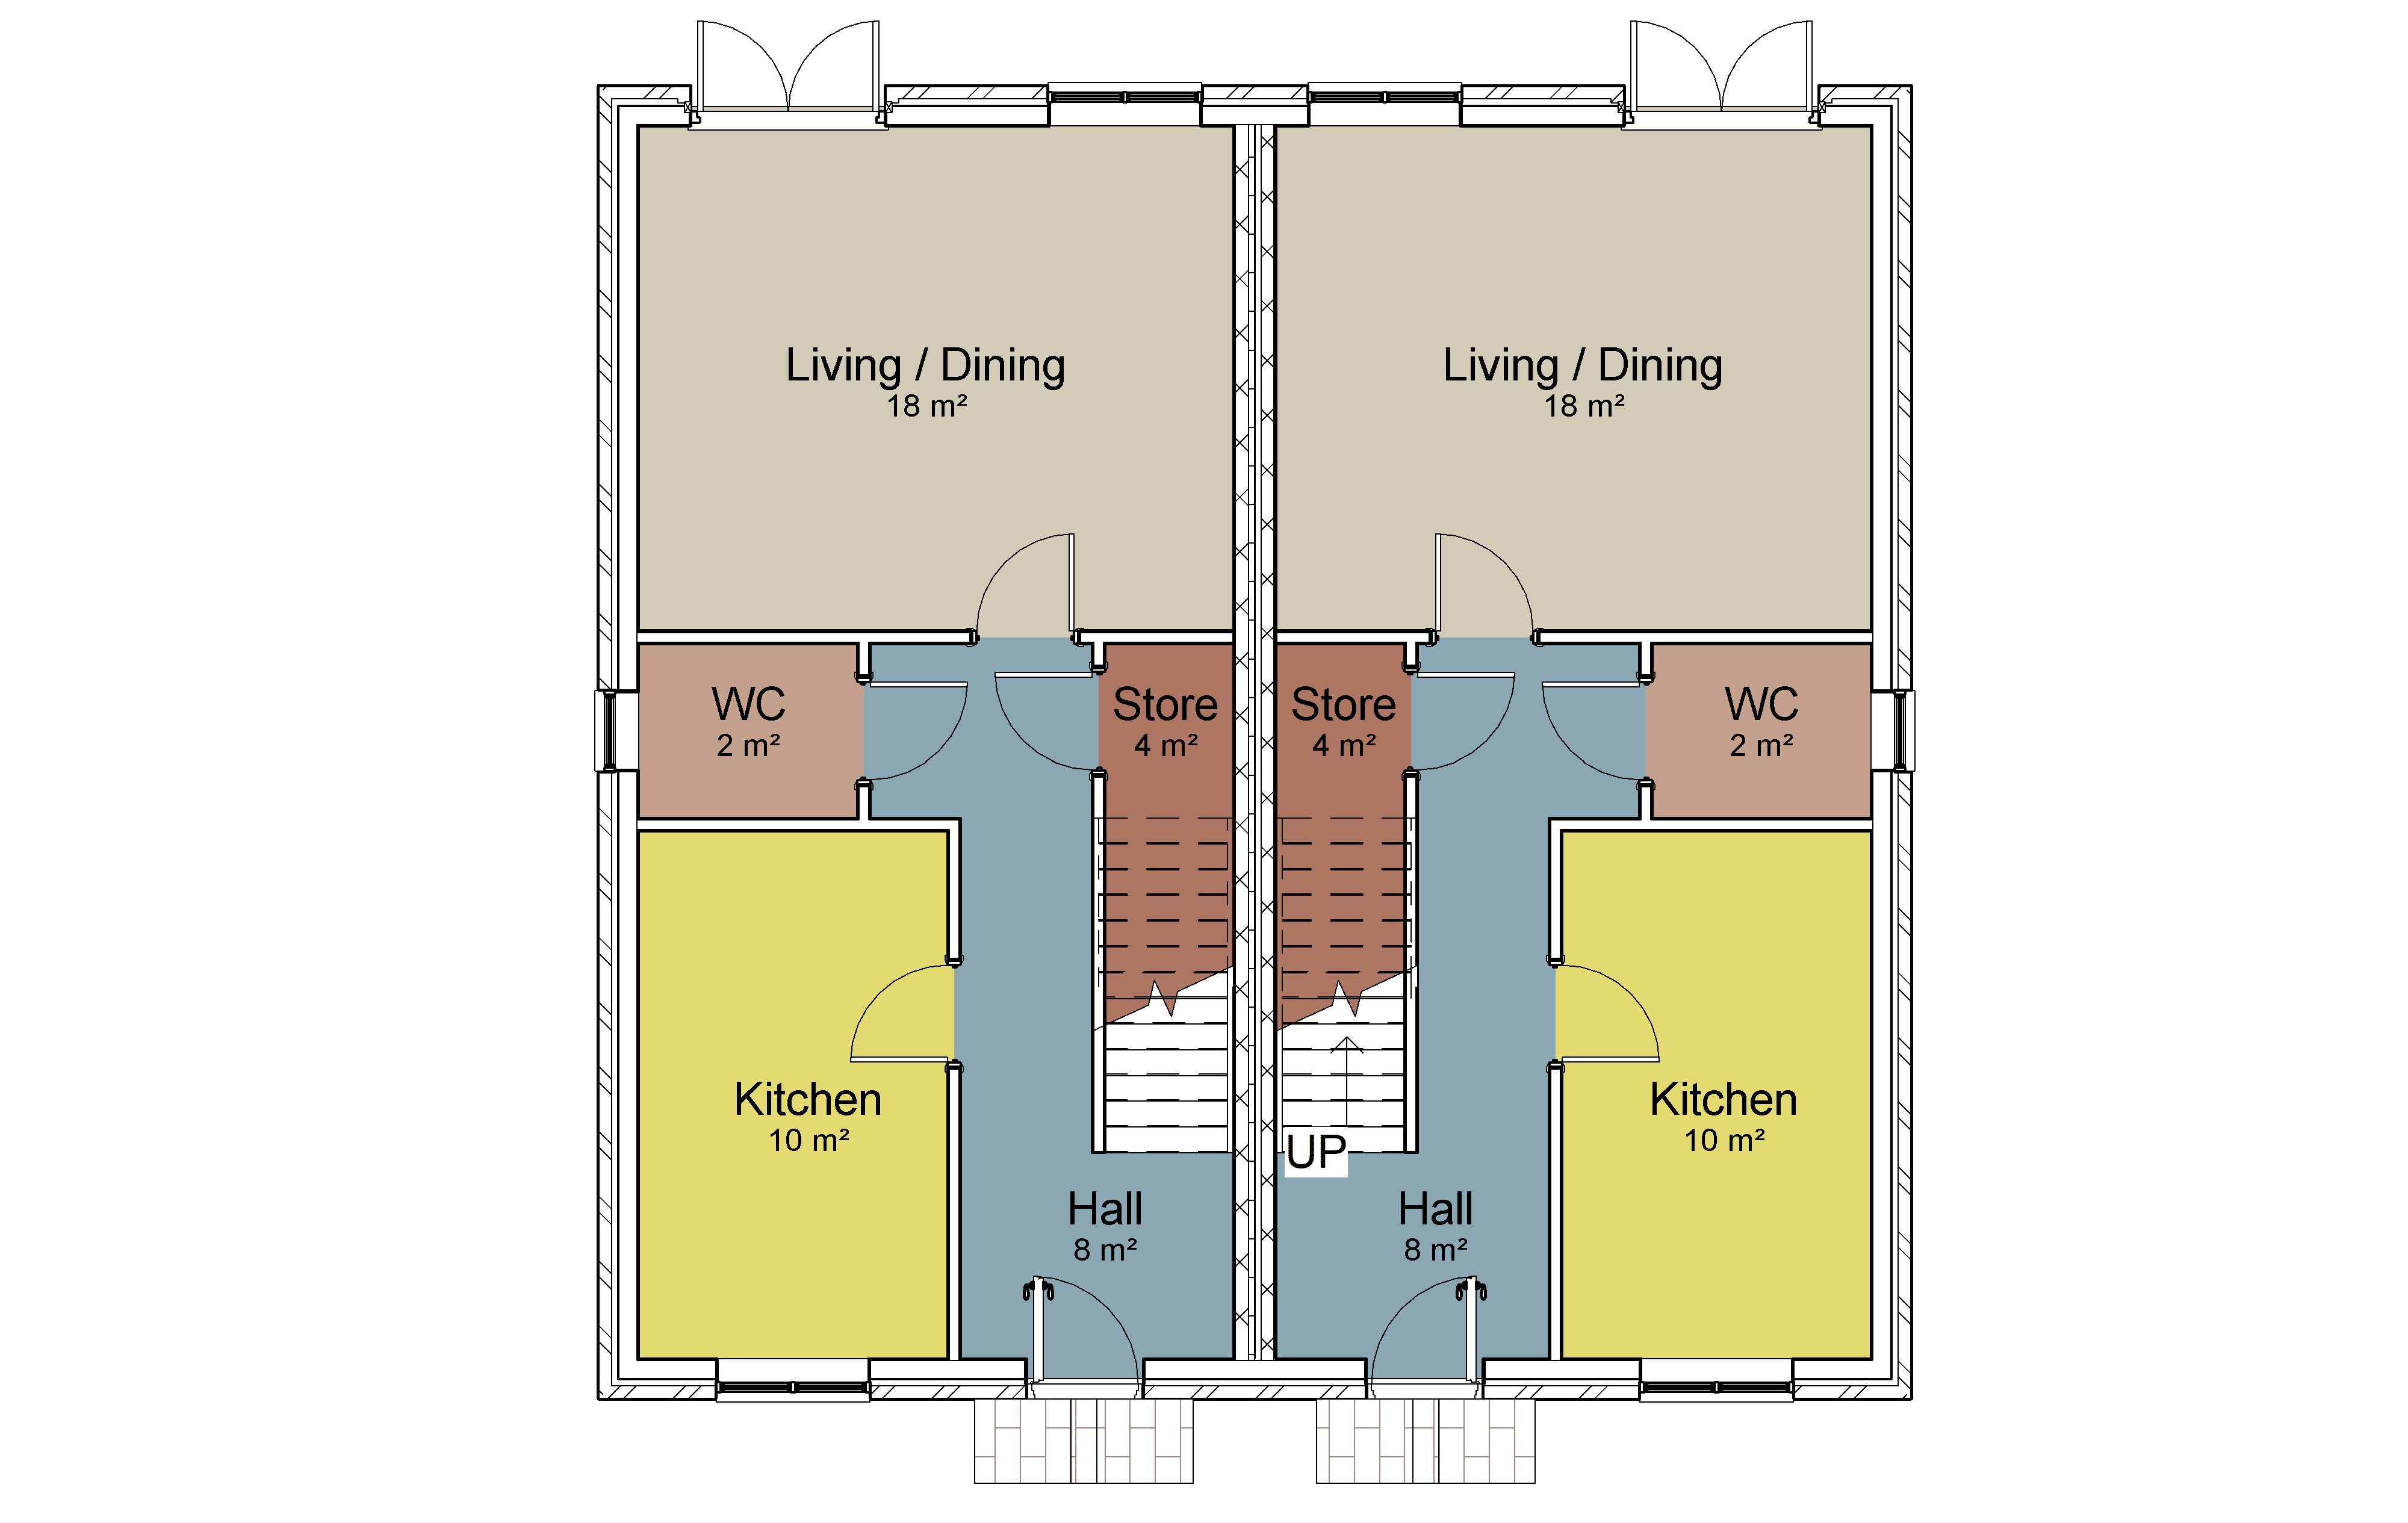 Living / Dining
18 m²
Living / Dining
18 m²
WC
2 m²
Store
4 m²
Store
4 m²
WC
2 m²
Kitchen
10 m²
Kitchen
10 m²
UP
Hall
8 m²
Hall
8 m²